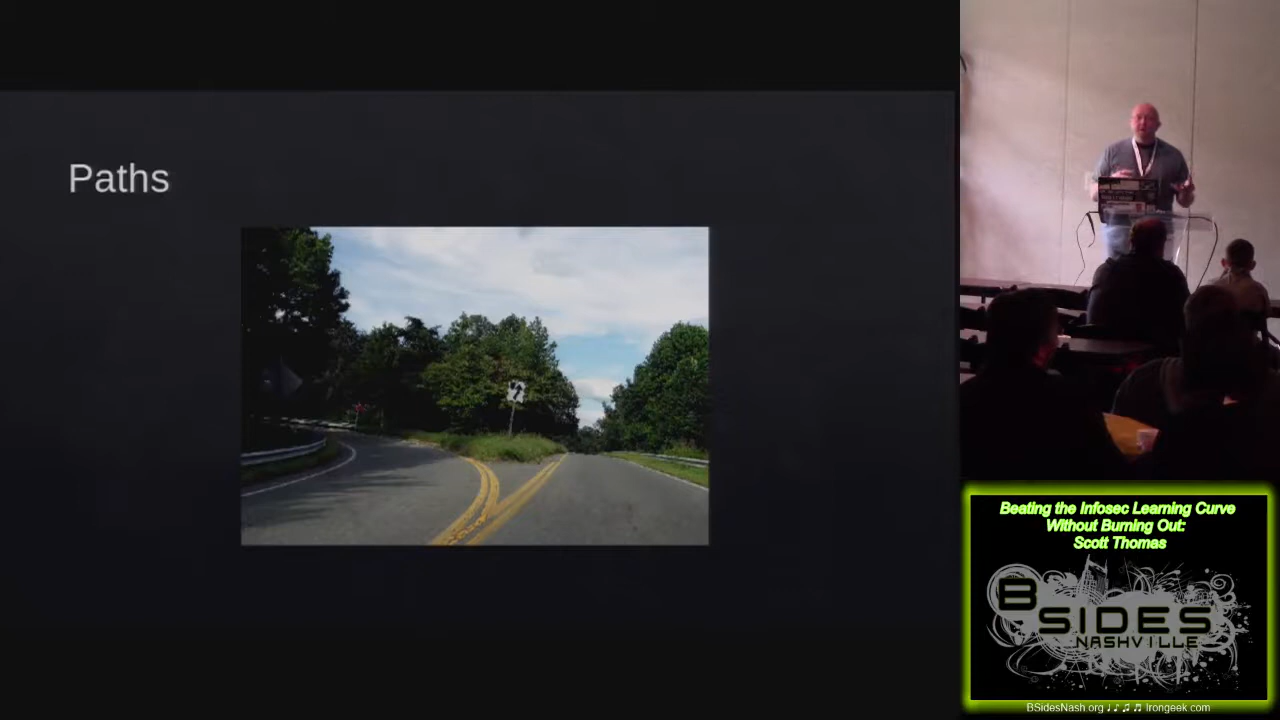 Paths
Beating the Infosec Learning Curve
Without Burning Out:
Scott Thomas
BSIDES
NASHVILLE
BSidesNash.org ♩ ♪ ♫ ♬ Irongeek.com